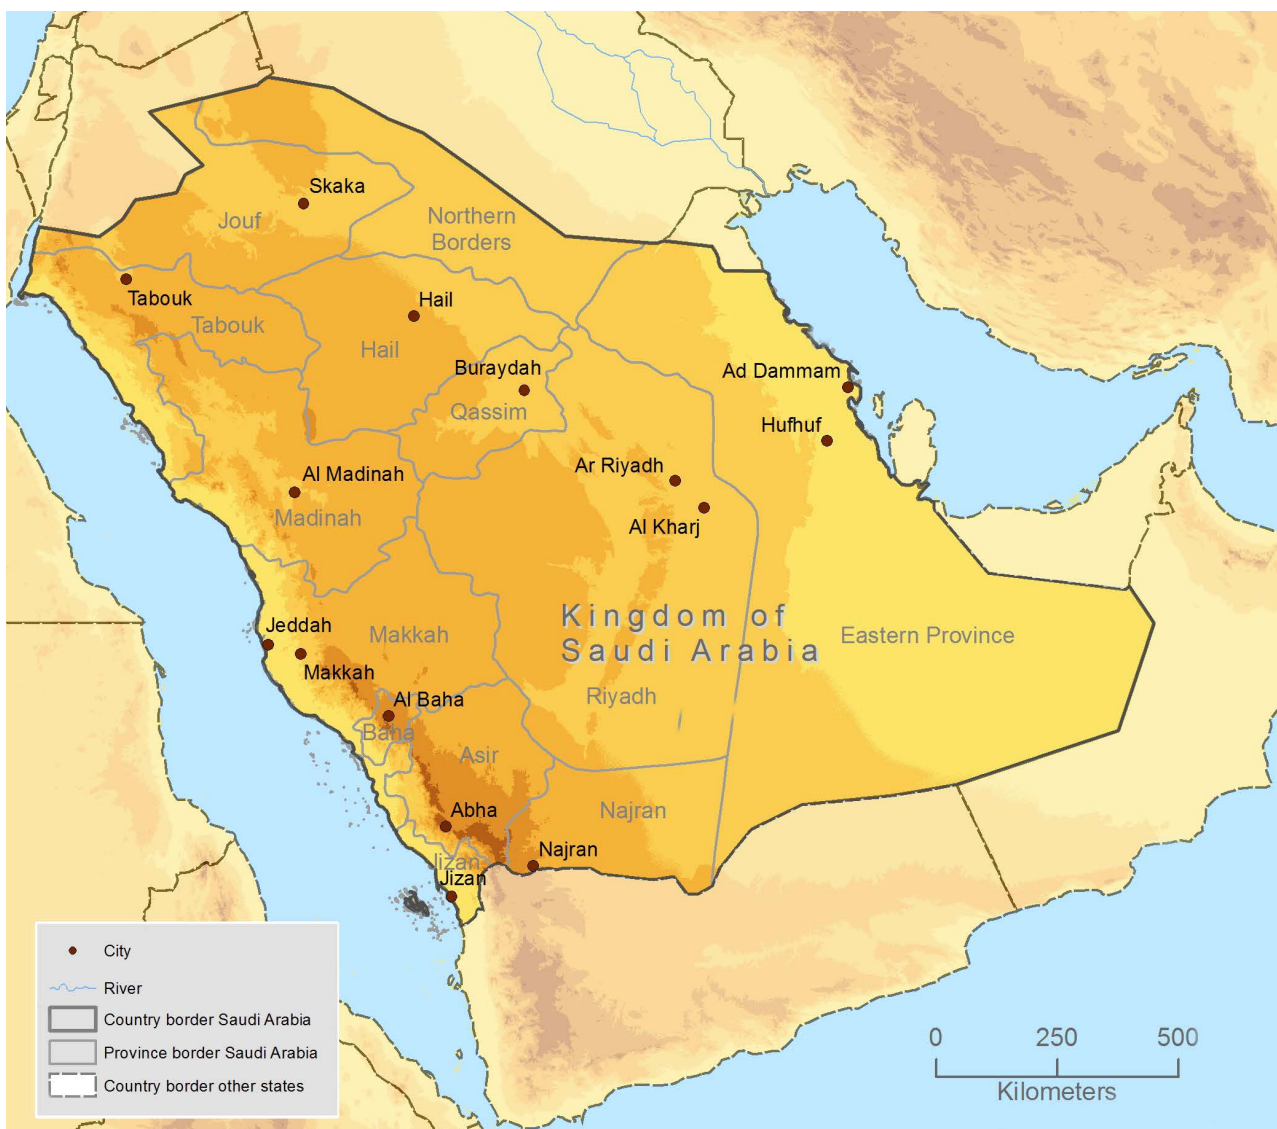 Skaka
Jouf
Northern
Borders
Tabouk
Tabouk
Hail
Hail
Buraydah
Qassim
Ad Dammam
Hufhuf
Ar Riyadh
Al Kharj
Al Madinah
Madinah
Kingdom of
Saudi Arabia
Eastern Province
Jeddah
Makkah
Makkah
Riyadh
Al Baha
Baha
Asir
Abha
Najran
Najran
Jizan
Jizan
City
River
Country border Saudi Arabia
Province border Saudi Arabia
Country border other states
0 250 500
Kilometers